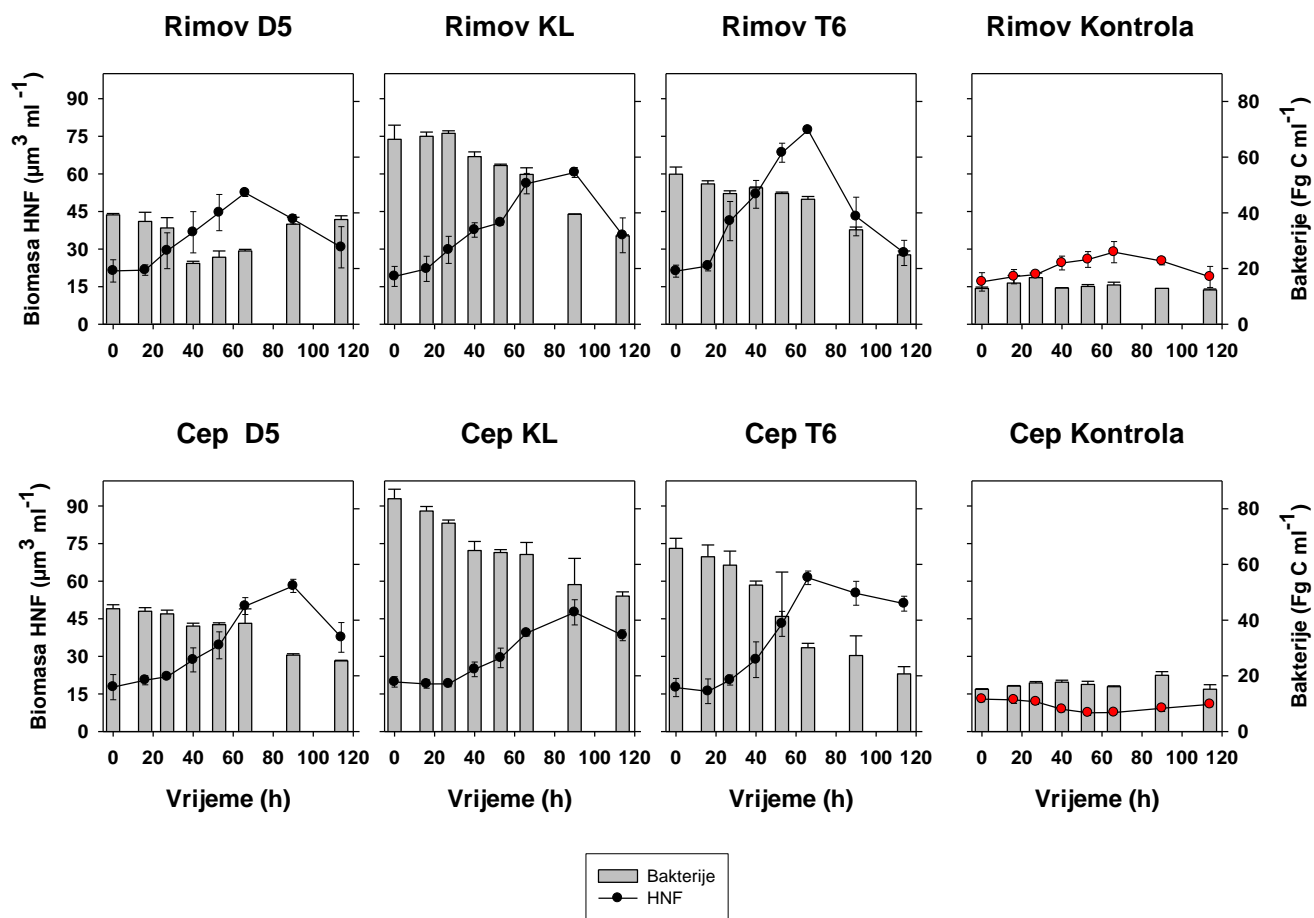 Rimov D5 Rimov KL Rimov T6 Rimov Kontrola
Biomasa HNF (µm³ ml⁻¹)
90
75
60
45
30
15
0
80
60
40
20
0
Bakterije (Fg C ml⁻¹)
0 20 40 60 80 100 120 0 20 40 60 80 100 120 0 20 40 60 80 100 120 0 20 40 60 80 100 120
Cep D5 Cep KL Cep T6 Cep Kontrola
Biomasa HNF (µm³ ml⁻¹)
90
75
60
45
30
15
0
80
60
40
20
0
Bakterije (Fg C ml⁻¹)
0 20 40 60 80 100 120 0 20 40 60 80 100 120 0 20 40 60 80 100 120 0 20 40 60 80 100 120
Vrijeme (h) Vrijeme (h) Vrijeme (h) Vrijeme (h)
Bakterije
HNF